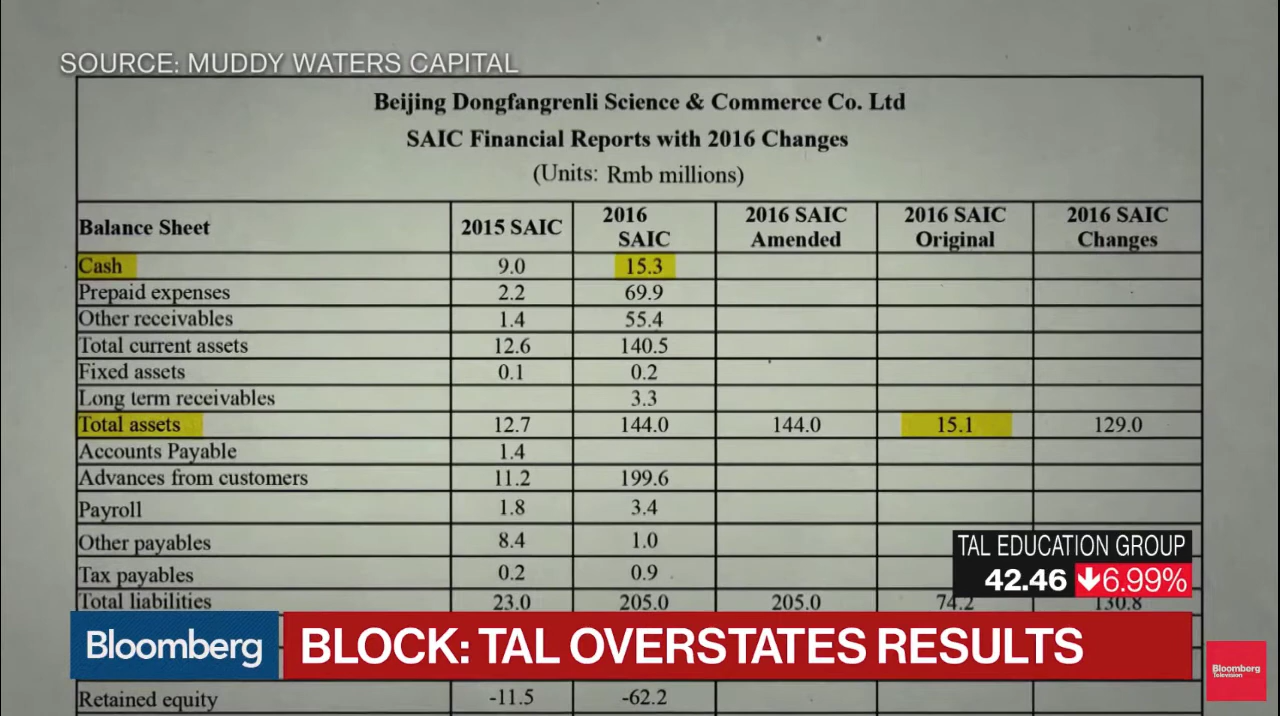 SOURCE: MUDDY WATERS CAPITAL
Beijing Dongfangrenli Science & Commerce Co. Ltd
SAIC Financial Reports with 2016 Changes
(Units: Rmb millions)
Balance Sheet 2015 SAIC 2016 SAIC 2016 SAIC Amended 2016 SAIC Original 2016 SAIC Changes
Cash 9.0 15.3
Prepaid expenses 2.2 69.9
Other receivables 1.4 55.4
Total current assets 12.6 140.5
Fixed assets 0.1 0.2
Long term receivables 3.3
Total assets 12.7 144.0 144.0 15.1 129.0
Accounts Payable 1.4
Advances from customers 11.2 199.6
Payroll 1.8 3.4
Other payables 8.4 1.0
Tax payables 0.2 0.9
Total liabilities 23.0 205.0 205.0 74.2 130.8
Retained equity -11.5 -62.2
TAL EDUCATION GROUP
42.46 6.99%
Bloomberg BLOCK: TAL OVERSTATES RESULTS
Bloomberg
Television